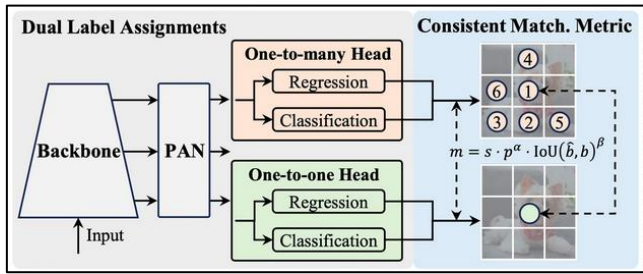 Dual Label Assignments
Consistent Match. Metric
One-to-many Head
Regression
Classification
Backbone
PAN
Input
One-to-one Head
Regression
Classification
4
6 1
3 2 5
m = s · p^α · IoU(b̂, b)^β